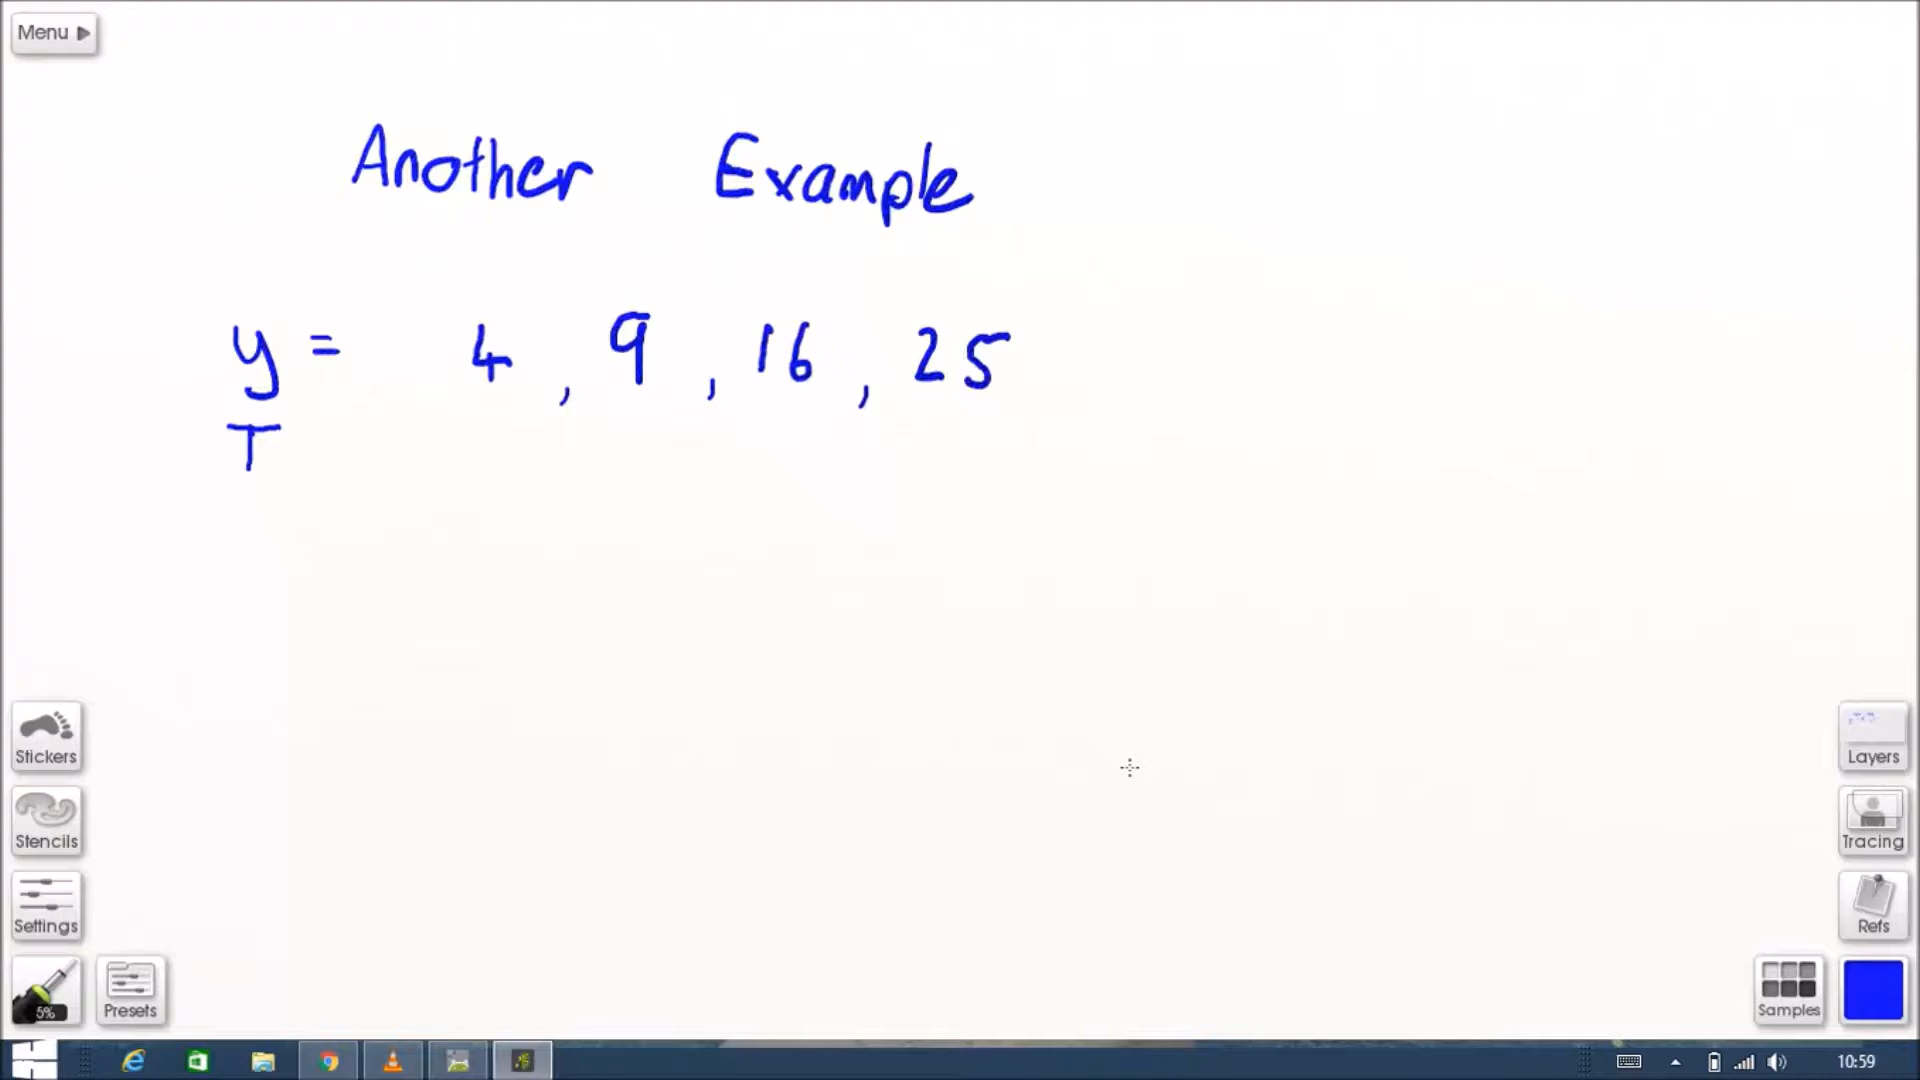 Menu
Another Example
y = 4, 9, 16, 25
T
Stickers
Layers
Stencils
Tracing
Settings
Refs
5%
Presets
Samples
10:59